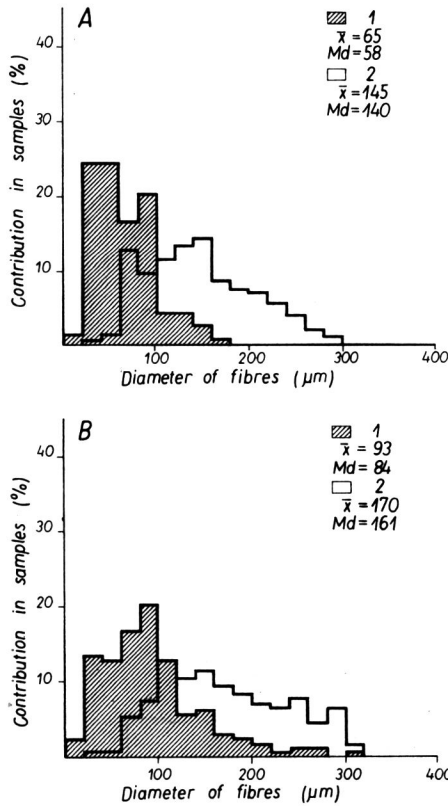 A
1
x̄ = 65
Md = 58
2
x̄ = 145
Md = 140
40
30
20
10
Contribution in samples (%)
100
200
300
400
Diameter of fibres (μm)
B
1
x̄ = 93
Md = 84
2
x̄ = 170
Md = 161
40
30
20
10
Contribution in samples (%)
100
200
300
400
Diameter of fibres (μm)